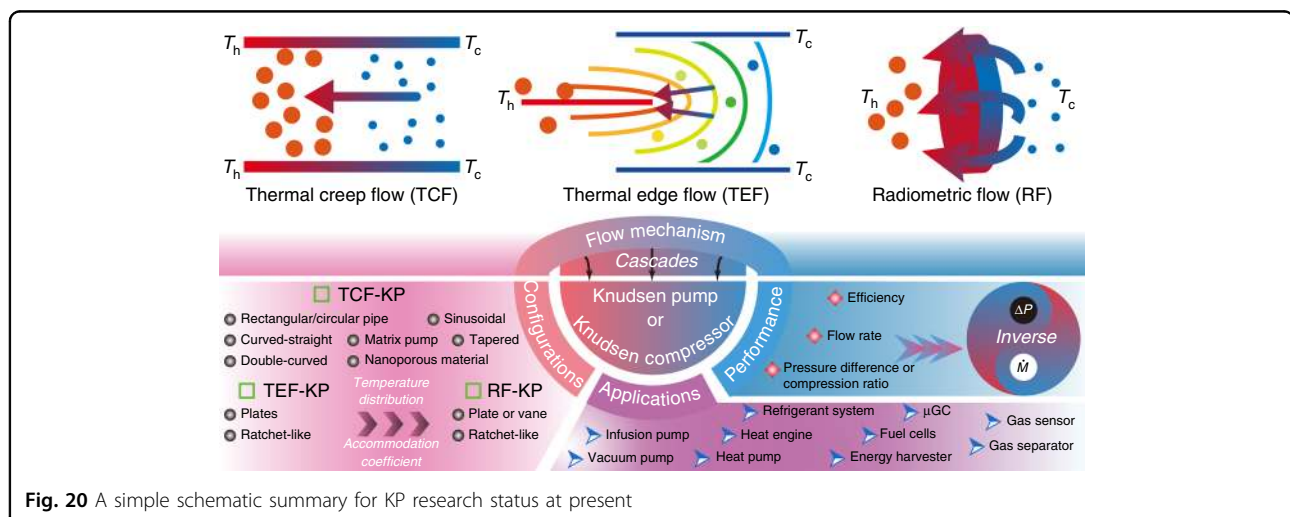 Th
Tc
Th
Tc
Thermal creep flow (TCF)
Tc
Th
Tc
Thermal edge flow (TEF)
Th
Tc
Radiometric flow (RF)
Flow mechanism
Cascades
Knudsen pump
or
Knudsen compressor
Configurations
Performance
Applications
TCF-KP
Rectangular/circular pipe
Sinusoidal
Curved-straight
Matrix pump
Tapered
Double-curved
Nanoporous material
TEF-KP
Plates
Ratchet-like
Temperature
distribution
Accommodation
coefficient
RF-KP
Plate or vane
Ratchet-like
Efficiency
Flow rate
Pressure difference or
compression ratio
ΔP
Inverse
Ṁ
Refrigerant system
μGC
Gas sensor
Infusion pump
Heat engine
Fuel cells
Gas separator
Vacuum pump
Heat pump
Energy harvester
Fig. 20 A simple schematic summary for KP research status at present